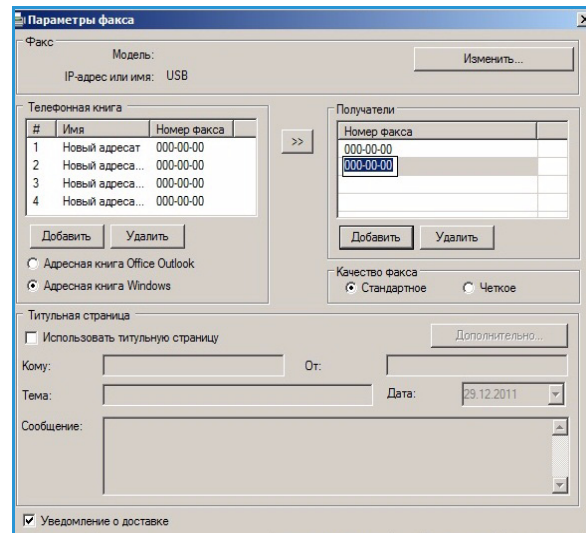 Параметры факса
Факс
Модель:
Изменить...
IP-адрес или имя: USB
Телефонная книга
# Имя Номер факса
1 Новый адресат 000-00-00
2 Новый адреса... 000-00-00
3 Новый адреса... 000-00-00
4 Новый адреса... 000-00-00
Добавить Удалить
Адресная книга Office Outlook
Адресная книга Windows
>>
Получатели
Номер факса
000-00-00
000-00-00
Добавить Удалить
Качество факса
Стандартное Четкое
Титульная страница
Использовать титульную страницу
Дополнительно...
Кому: От:
Тема: Дата: 29.12.2011
Сообщение:
Уведомление о доставке